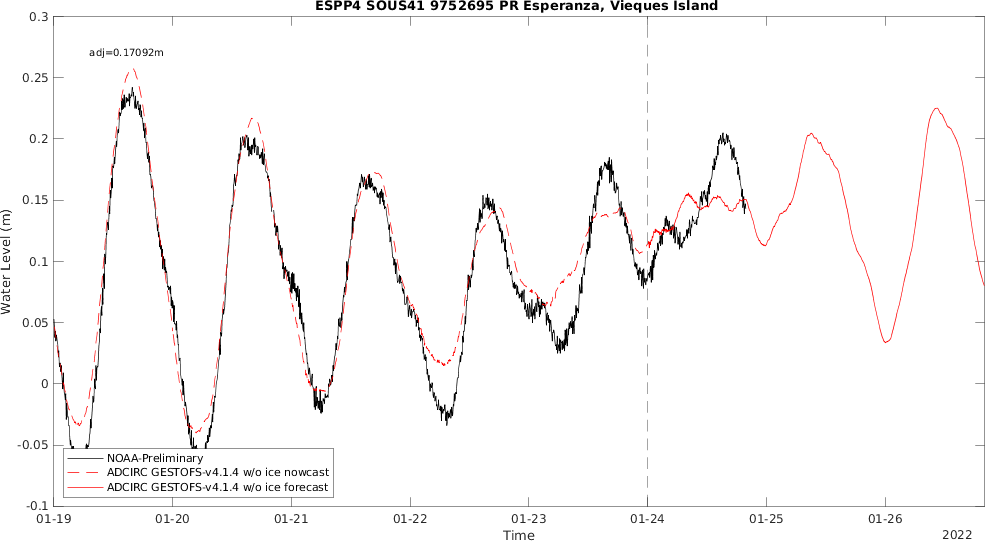 ESPP4 SOUS41 9752695 PR Esperanza, Vieques Island
0.3
adj=0.17092m
0.25
0.2
0.15
0.1
0.05
0
-0.05
-0.1
Water Level (m)
NOAA-Preliminary
ADCIRC GESTOFS-v4.1.4 w/o ice nowcast
ADCIRC GESTOFS-v4.1.4 w/o ice forecast
01-19 01-20 01-21 01-22 01-23 01-24 01-25 01-26
Time
2022